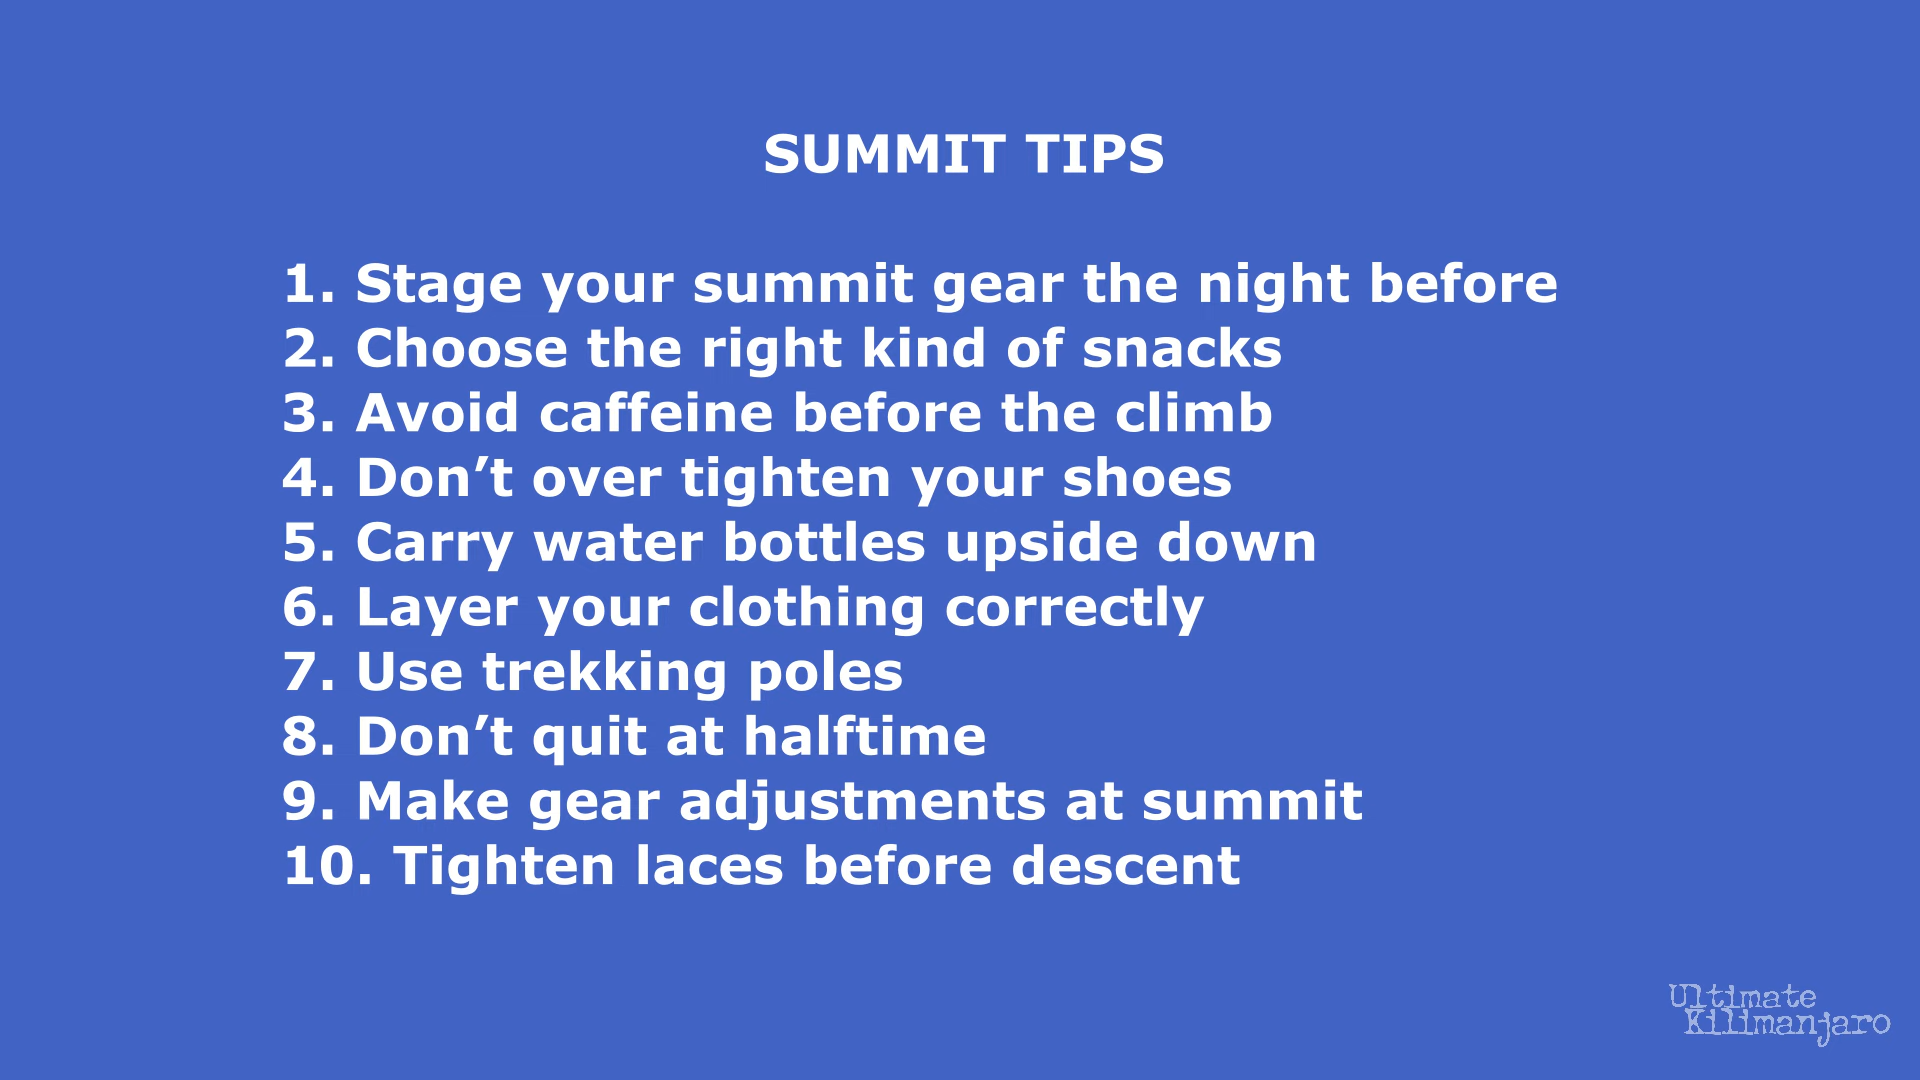 SUMMIT TIPS
1. Stage your summit gear the night before
2. Choose the right kind of snacks
3. Avoid caffeine before the climb
4. Don’t over tighten your shoes
5. Carry water bottles upside down
6. Layer your clothing correctly
7. Use trekking poles
8. Don’t quit at halftime
9. Make gear adjustments at summit
10. Tighten laces before descent
Ultimate
Kilimanjaro